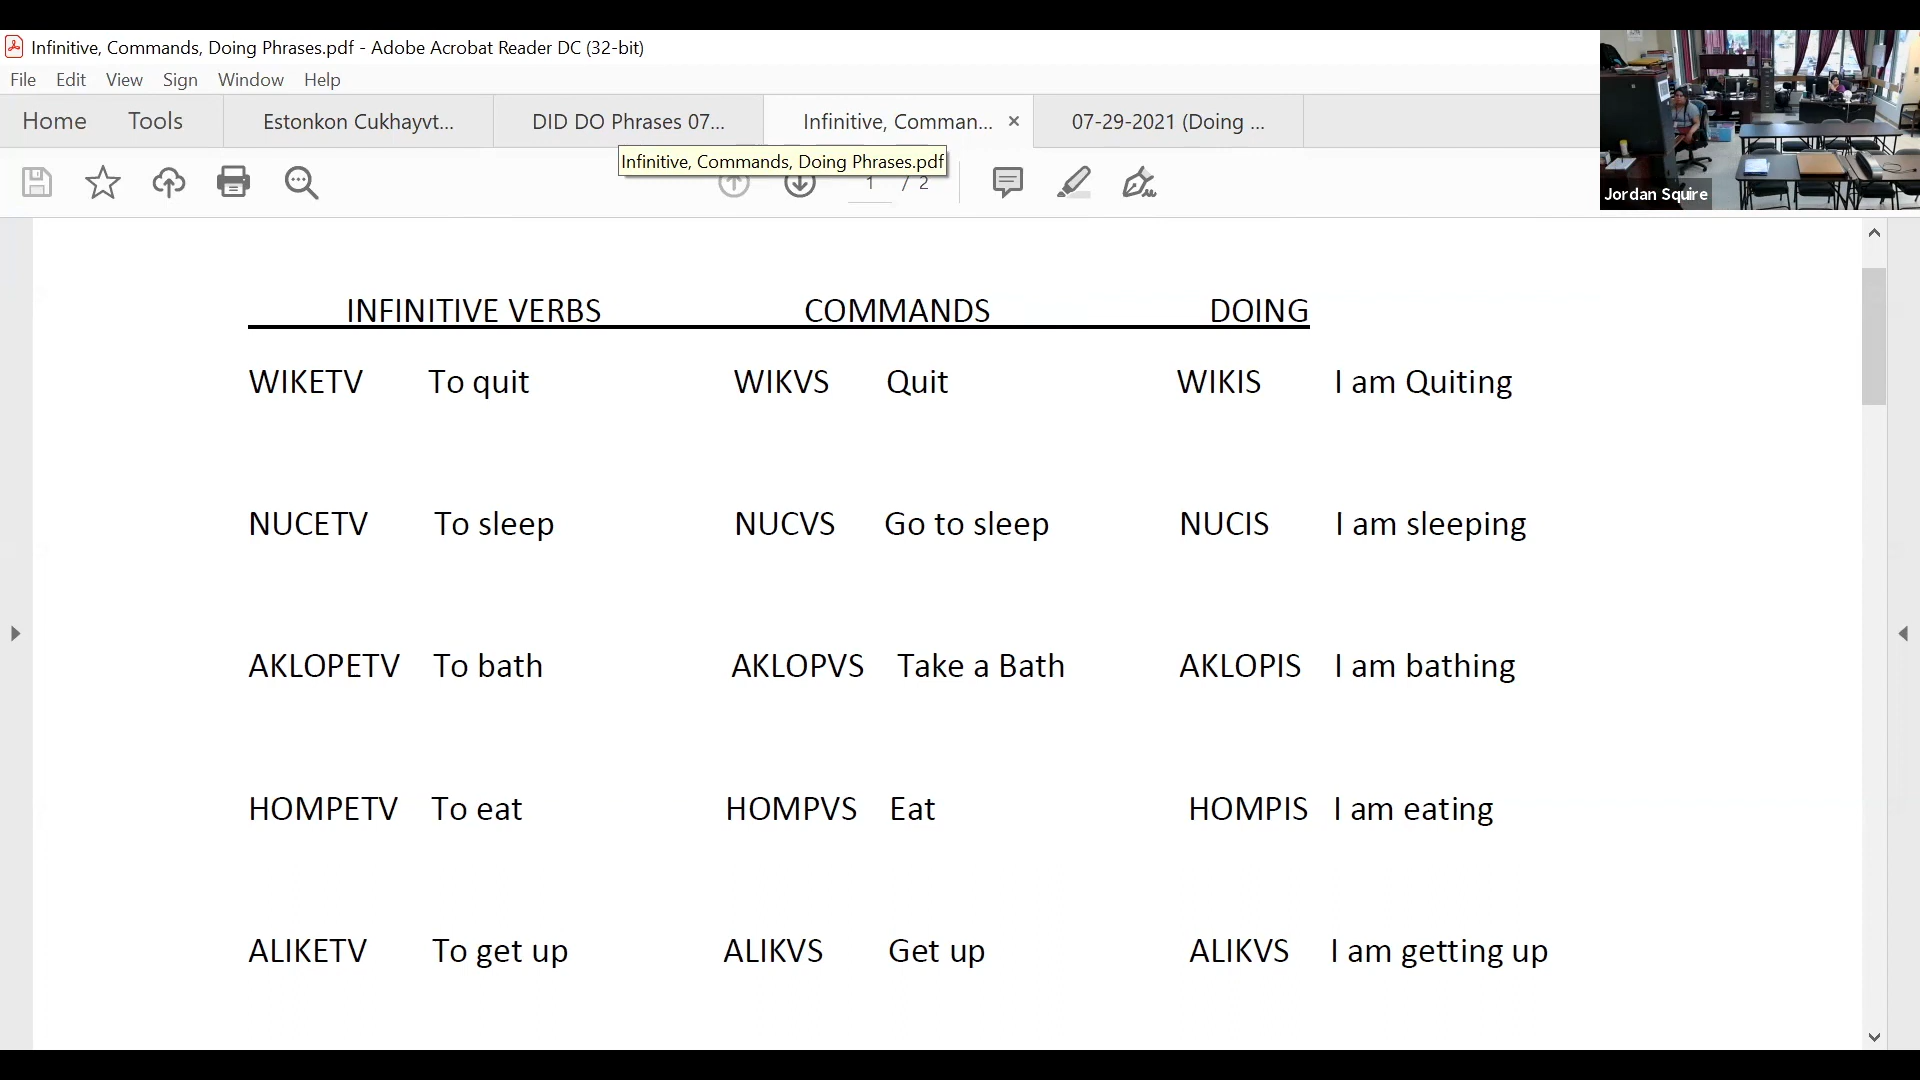 Infinitive, Commands, Doing Phrases.pdf - Adobe Acrobat Reader DC (32-bit)
File Edit View Sign Window Help
Home Tools Estonkon Cukhayvt... DID DO Phrases 07... Infinitive, Comman... × 07-29-2021 (Doing ...
Infinitive, Commands, Doing Phrases.pdf
1 / 2
Jordan Squire
INFINITIVE VERBS COMMANDS DOING
WIKETV To quit WIKVS Quit WIKIS I am Quiting
NUCETV To sleep NUCVS Go to sleep NUCIS I am sleeping
AKLOPETV To bath AKLOPVS Take a Bath AKLOPIS I am bathing
HOMPETV To eat HOMPVS Eat HOMPIS I am eating
ALIKETV To get up ALIKVS Get up ALIKVS I am getting up